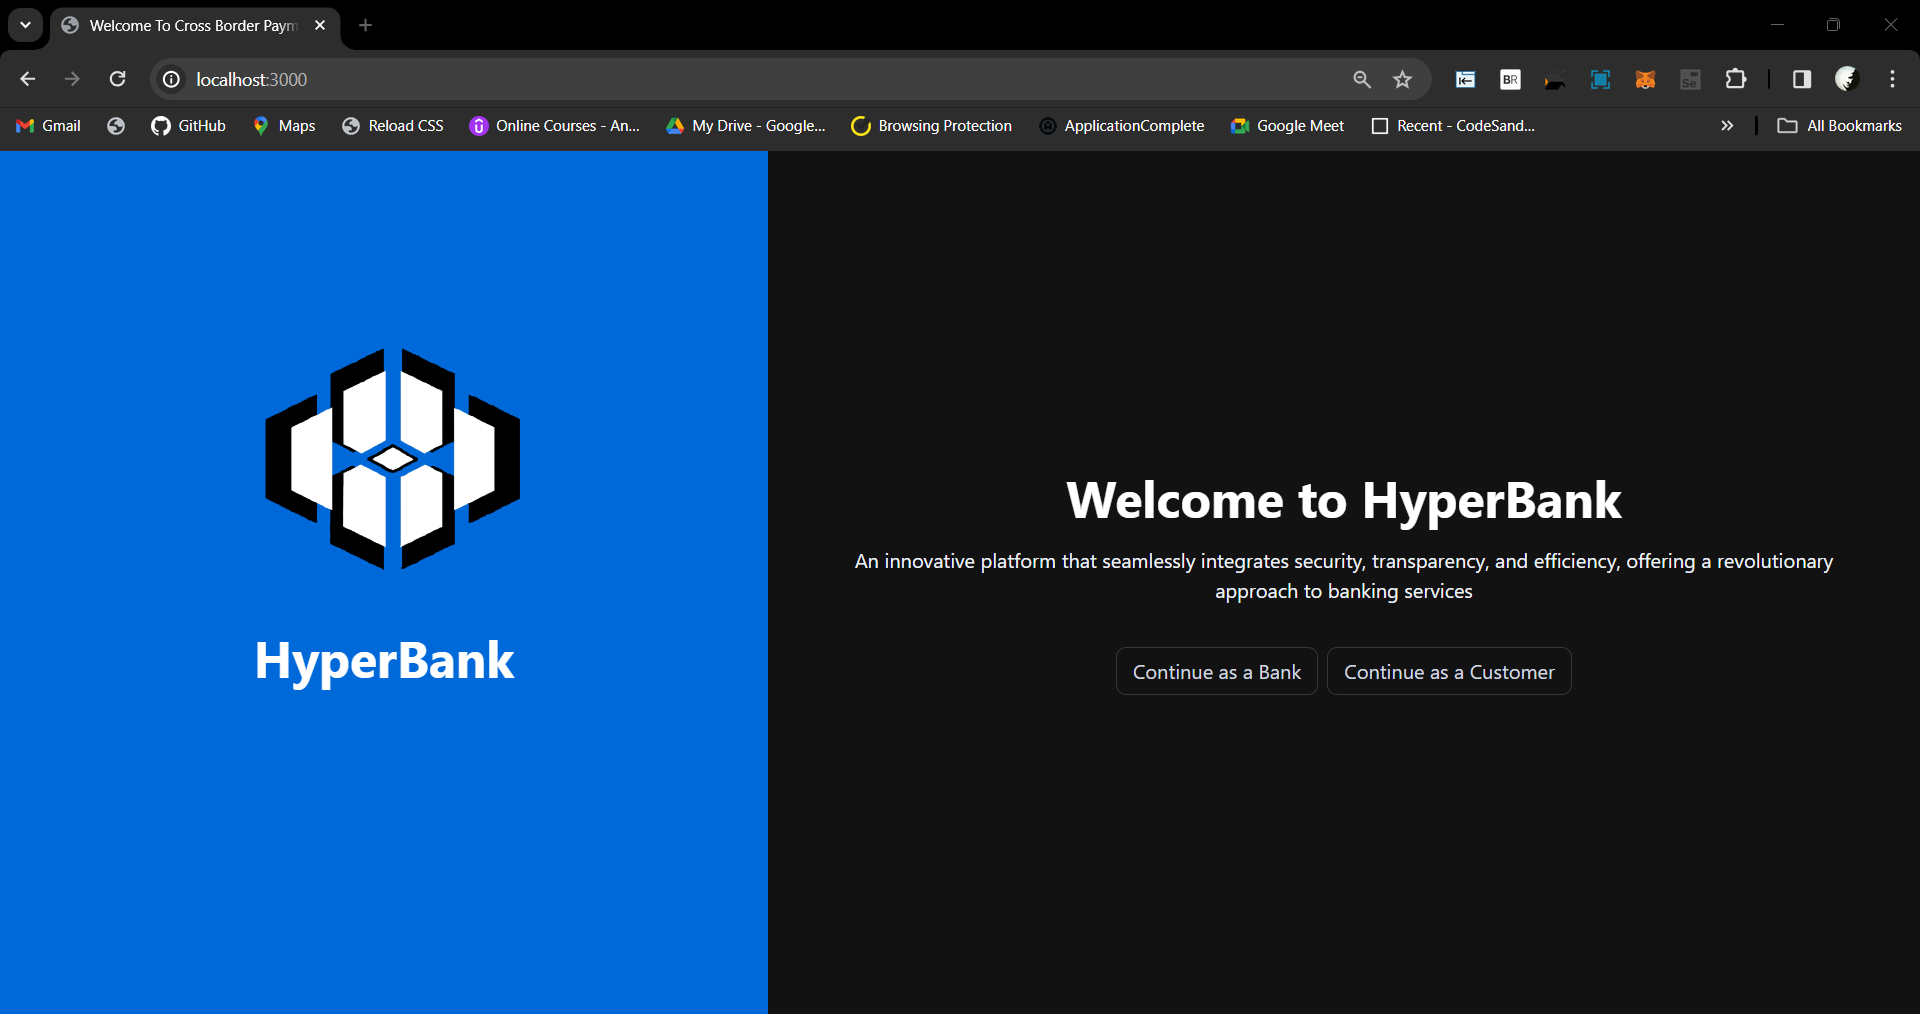 Welcome To Cross Border Paym
localhost:3000
BR
Se
Gmail
GitHub
Maps
Reload CSS
Online Courses - An...
My Drive - Google...
Browsing Protection
ApplicationComplete
Google Meet
Recent - CodeSand...
All Bookmarks
HyperBank
Welcome to HyperBank
An innovative platform that seamlessly integrates security, transparency, and efficiency, offering a revolutionary
approach to banking services
Continue as a Bank
Continue as a Customer